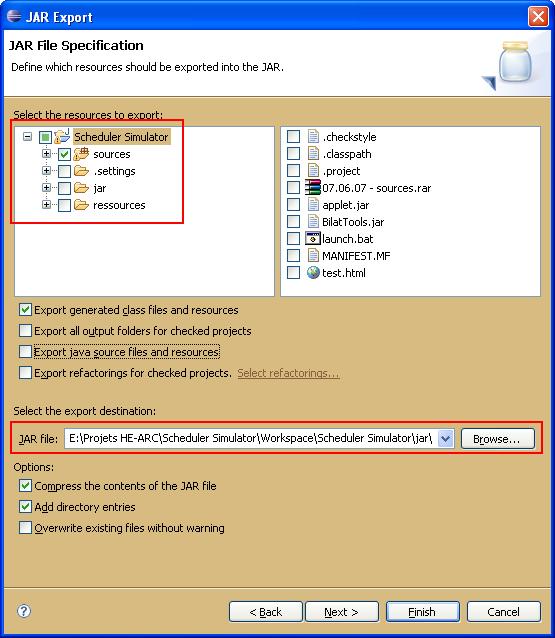 JAR Export
JAR File Specification
Define which resources should be exported into the JAR.
Select the resources to export:
Scheduler Simulator
sources
.settings
jar
ressources
.checkstyle
.classpath
.project
07.06.07 - sources.rar
applet.jar
BilatTools.jar
launch.bat
MANIFEST.MF
test.html
Export generated class files and resources
Export all output folders for checked projects
Export java source files and resources
Export refactorings for checked projects. Select refactorings...
Select the export destination:
JAR file: E:\Projets HE-ARC\Scheduler Simulator\Workspace\Scheduler Simulator\jar\ Browse...
Options:
Compress the contents of the JAR file
Add directory entries
Overwrite existing files without warning
? < Back Next > Finish Cancel